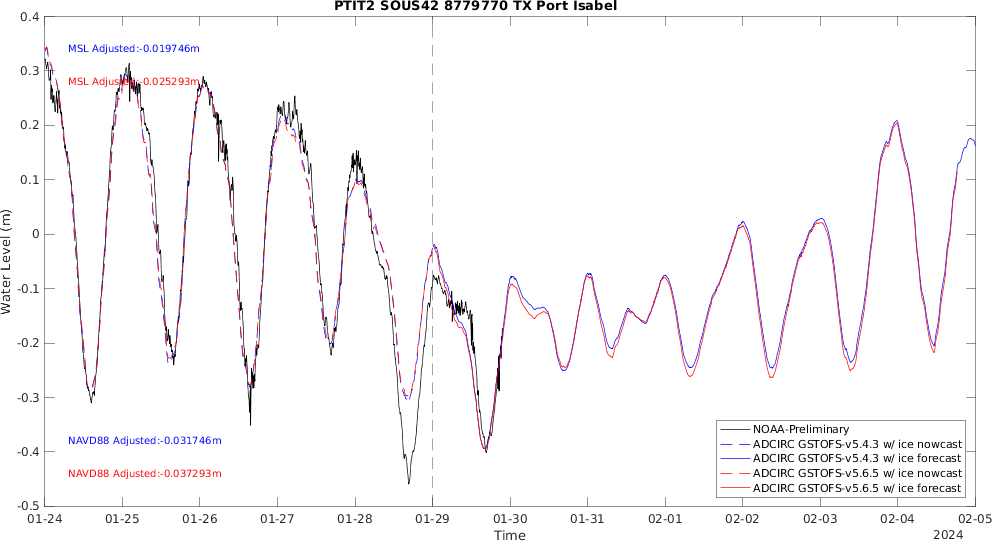 PTIT2 SOUS42 8779770 TX Port Isabel
MSL Adjusted:-0.019746m
MSL Adjusted:-0.025293m
NAVD88 Adjusted:-0.031746m
NAVD88 Adjusted:-0.037293m
Water Level (m)
0.4
0.3
0.2
0.1
0
-0.1
-0.2
-0.3
-0.4
-0.5
NOAA-Preliminary
ADCIRC GSTOFS-v5.4.3 w/ ice nowcast
ADCIRC GSTOFS-v5.4.3 w/ ice forecast
ADCIRC GSTOFS-v5.6.5 w/ ice nowcast
ADCIRC GSTOFS-v5.6.5 w/ ice forecast
01-24 01-25 01-26 01-27 01-28 01-29 01-30 01-31 02-01 02-02 02-03 02-04 02-05
Time
2024